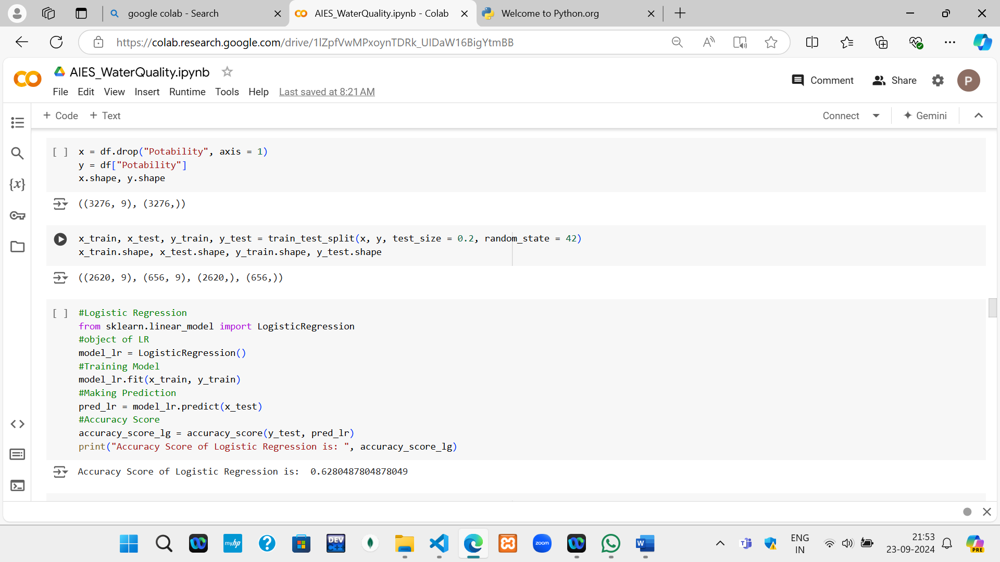 google colab - Search
AIES_WaterQuality.ipynb - Colab
Welcome to Python.org
https://colab.research.google.com/drive/1lZpfVwMPxoynTDRk_UIDaW16BigYtmBB
AIES_WaterQuality.ipynb
Comment
Share
P
File Edit View Insert Runtime Tools Help Last saved at 8:21 AM
+ Code + Text
Connect
Gemini
[ ] x = df.drop("Potability", axis = 1)
y = df["Potability"]
x.shape, y.shape
((3276, 9), (3276,))
x_train, x_test, y_train, y_test = train_test_split(x, y, test_size = 0.2, random_state = 42)
x_train.shape, x_test.shape, y_train.shape, y_test.shape
((2620, 9), (656, 9), (2620,), (656,))
[ ] #Logistic Regression
from sklearn.linear_model import LogisticRegression
#object of LR
model_lr = LogisticRegression()
#Training Model
model_lr.fit(x_train, y_train)
#Making Prediction
pred_lr = model_lr.predict(x_test)
#Accuracy Score
accuracy_score_lg = accuracy_score(y_test, pred_lr)
print("Accuracy Score of Logistic Regression is: ", accuracy_score_lg)
Accuracy Score of Logistic Regression is:  0.6280487804878049
myhp
DEV
C++
zoom
W
ENG
IN
21:53
23-09-2024
PRE